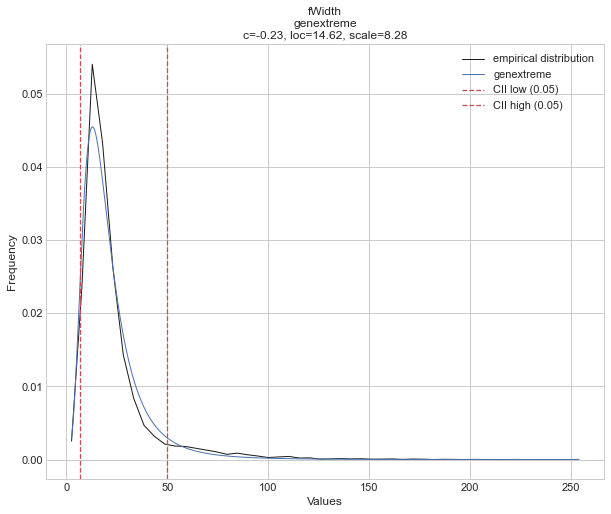 fWidth
genextreme
c=-0.23, loc=14.62, scale=8.28
empirical distribution
genextreme
CII low (0.05)
CII high (0.05)
Frequency
0.05
0.04
0.03
0.02
0.01
0.00
0
50
100
150
200
250
Values